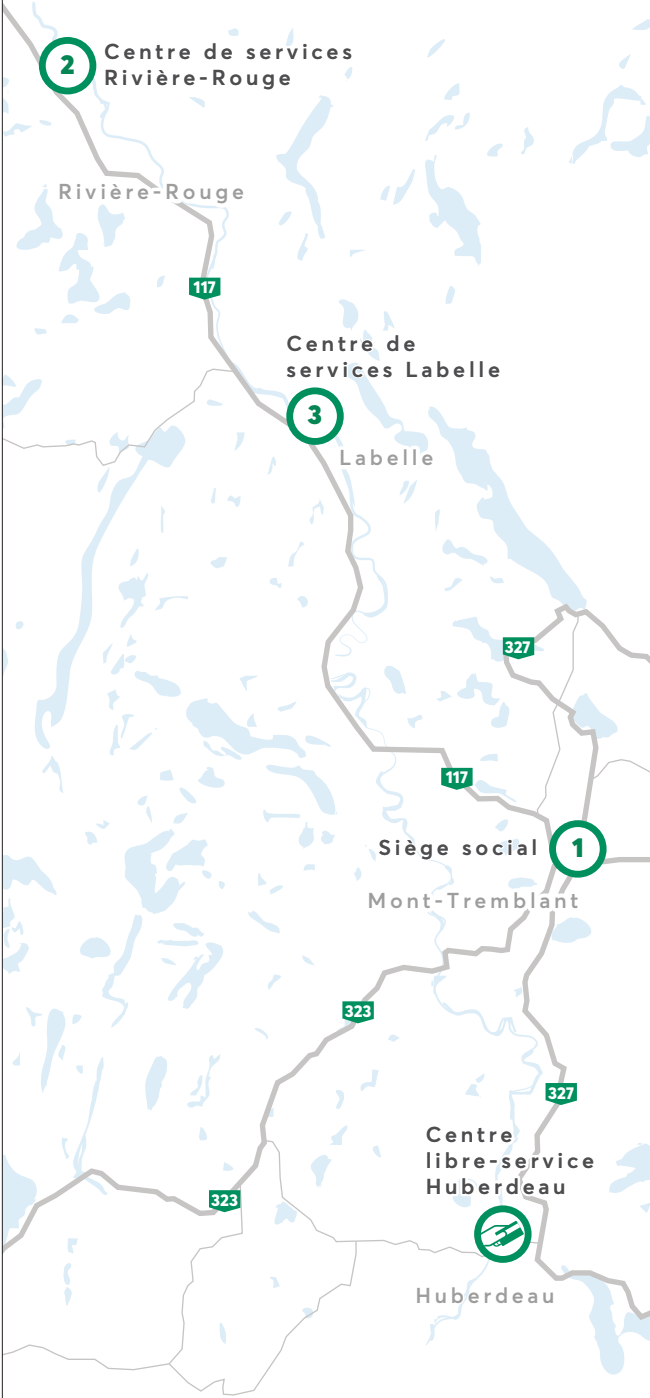 2
Centre de services
Rivière-Rouge
Rivière-Rouge
117
Centre de
services Labelle
3
Labelle
327
117
Siège social
1
Mont-Tremblant
323
327
Centre
libre-service
Huberdeau
323
Huberdeau